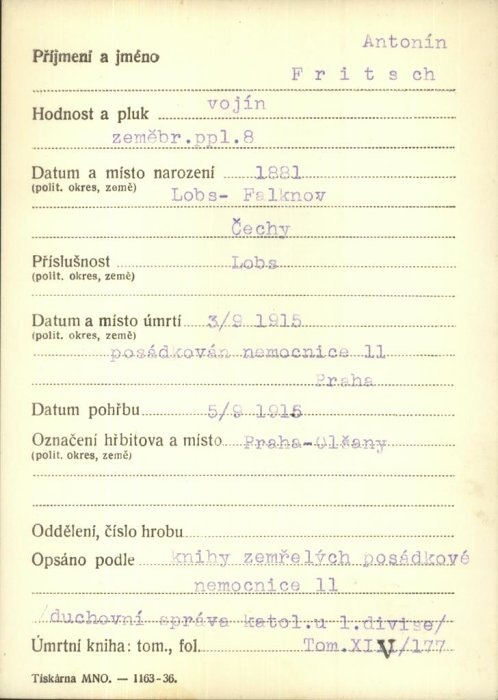 Antonín
Příjmení a jméno
Fritsch
Hodnost a pluk vojín
zeměbr.ppl.8
Datum a místo narození 1881
(polit. okres, země) Lobs- Falknov
Čechy
Příslušnost Lobs
(polit. okres, země)
Datum a místo úmrtí 3/9 1915
(polit. okres, země)
posádkován nemocnice 11
Praha
Datum pohřbu 5/9 1915
Označení hřbitova a místo Praha-Olšany
(polit. okres, země)
Oddělení, číslo hrobu
Opsáno podle knihy zemřelých posádkové
nemocnice 11
/duchovní správa katol.u 1.divise/
Úmrtní kniha: tom., fol. Tom.XIV/177
Tiskárna MNO. — 1163-36.